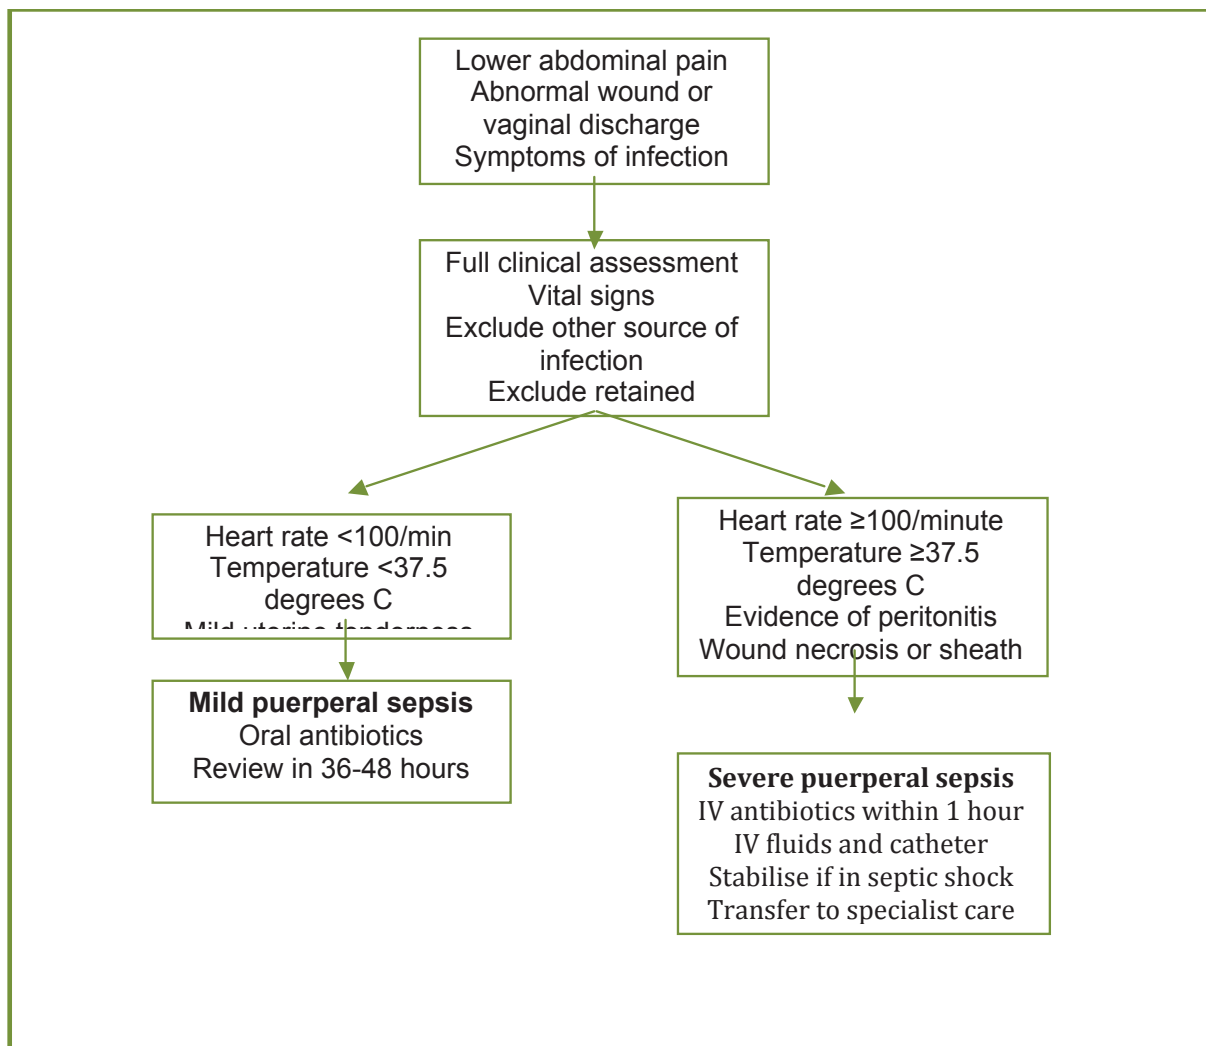 Lower abdominal pain
Abnormal wound or
vaginal discharge
Symptoms of infection
Full clinical assessment
Vital signs
Exclude other source of
infection
Exclude retained
Heart rate <100/min
Temperature <37.5
degrees C
Mild uterine tenderness
Mild puerperal sepsis
Oral antibiotics
Review in 36-48 hours
Heart rate ≥100/minute
Temperature ≥37.5
degrees C
Evidence of peritonitis
Wound necrosis or sheath
Severe puerperal sepsis
IV antibiotics within 1 hour
IV fluids and catheter
Stabilise if in septic shock
Transfer to specialist care